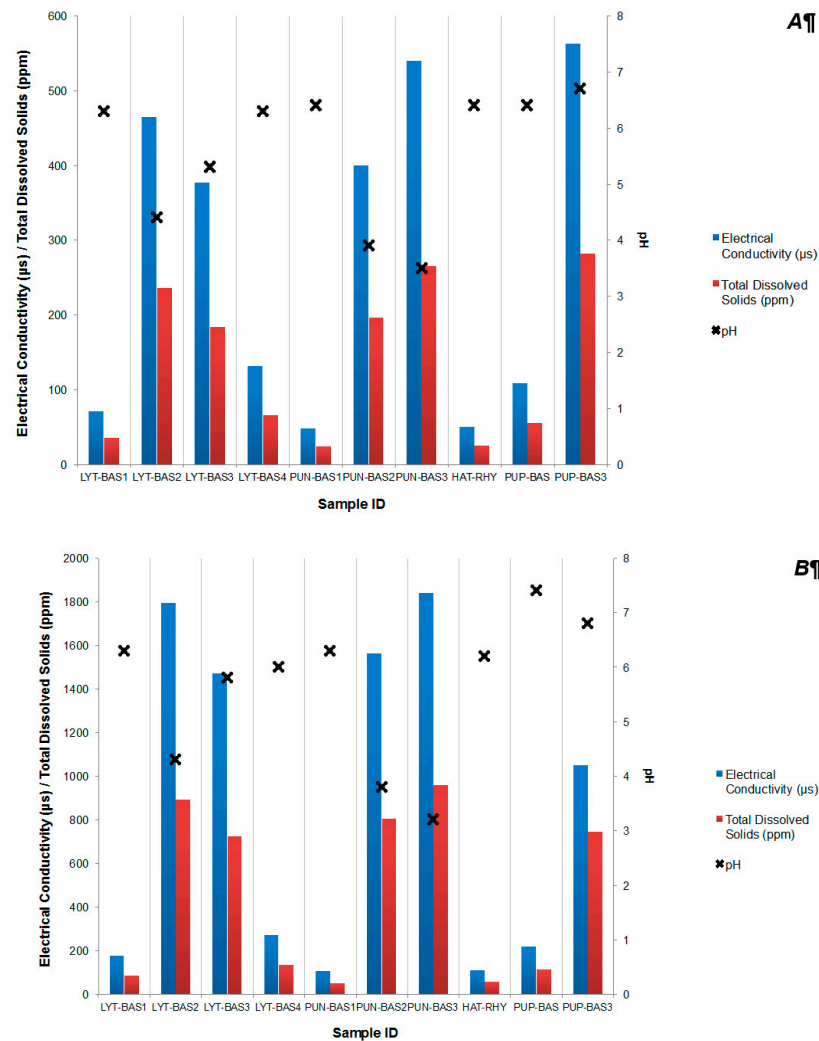 A¶
600
500
400
300
200
100
0
8
7
6
5
4
3
2
1
0
Electrical Conductivity (µs) / Total Dissolved Solids (ppm)
pH
Electrical
Conductivity (µs)
Total Dissolved
Solids (ppm)
pH
LYT-BAS1 LYT-BAS2 LYT-BAS3 LYT-BAS4 PUN-BAS1 PUN-BAS2 PUN-BAS3 HAT-RHY PUP-BAS PUP-BAS3
Sample ID
B¶
2000
1800
1600
1400
1200
1000
800
600
400
200
0
8
7
6
5
4
3
2
1
0
Electrical Conductivity (µs) / Total Dissolved Solids (ppm)
pH
Electrical
Conductivity (µs)
Total Dissolved
Solids (ppm)
pH
LYT-BAS1 LYT-BAS2 LYT-BAS3 LYT-BAS4 PUN-BAS1 PUN-BAS2 PUN-BAS3 HAT-RHY PUP-BAS PUP-BAS3
Sample ID